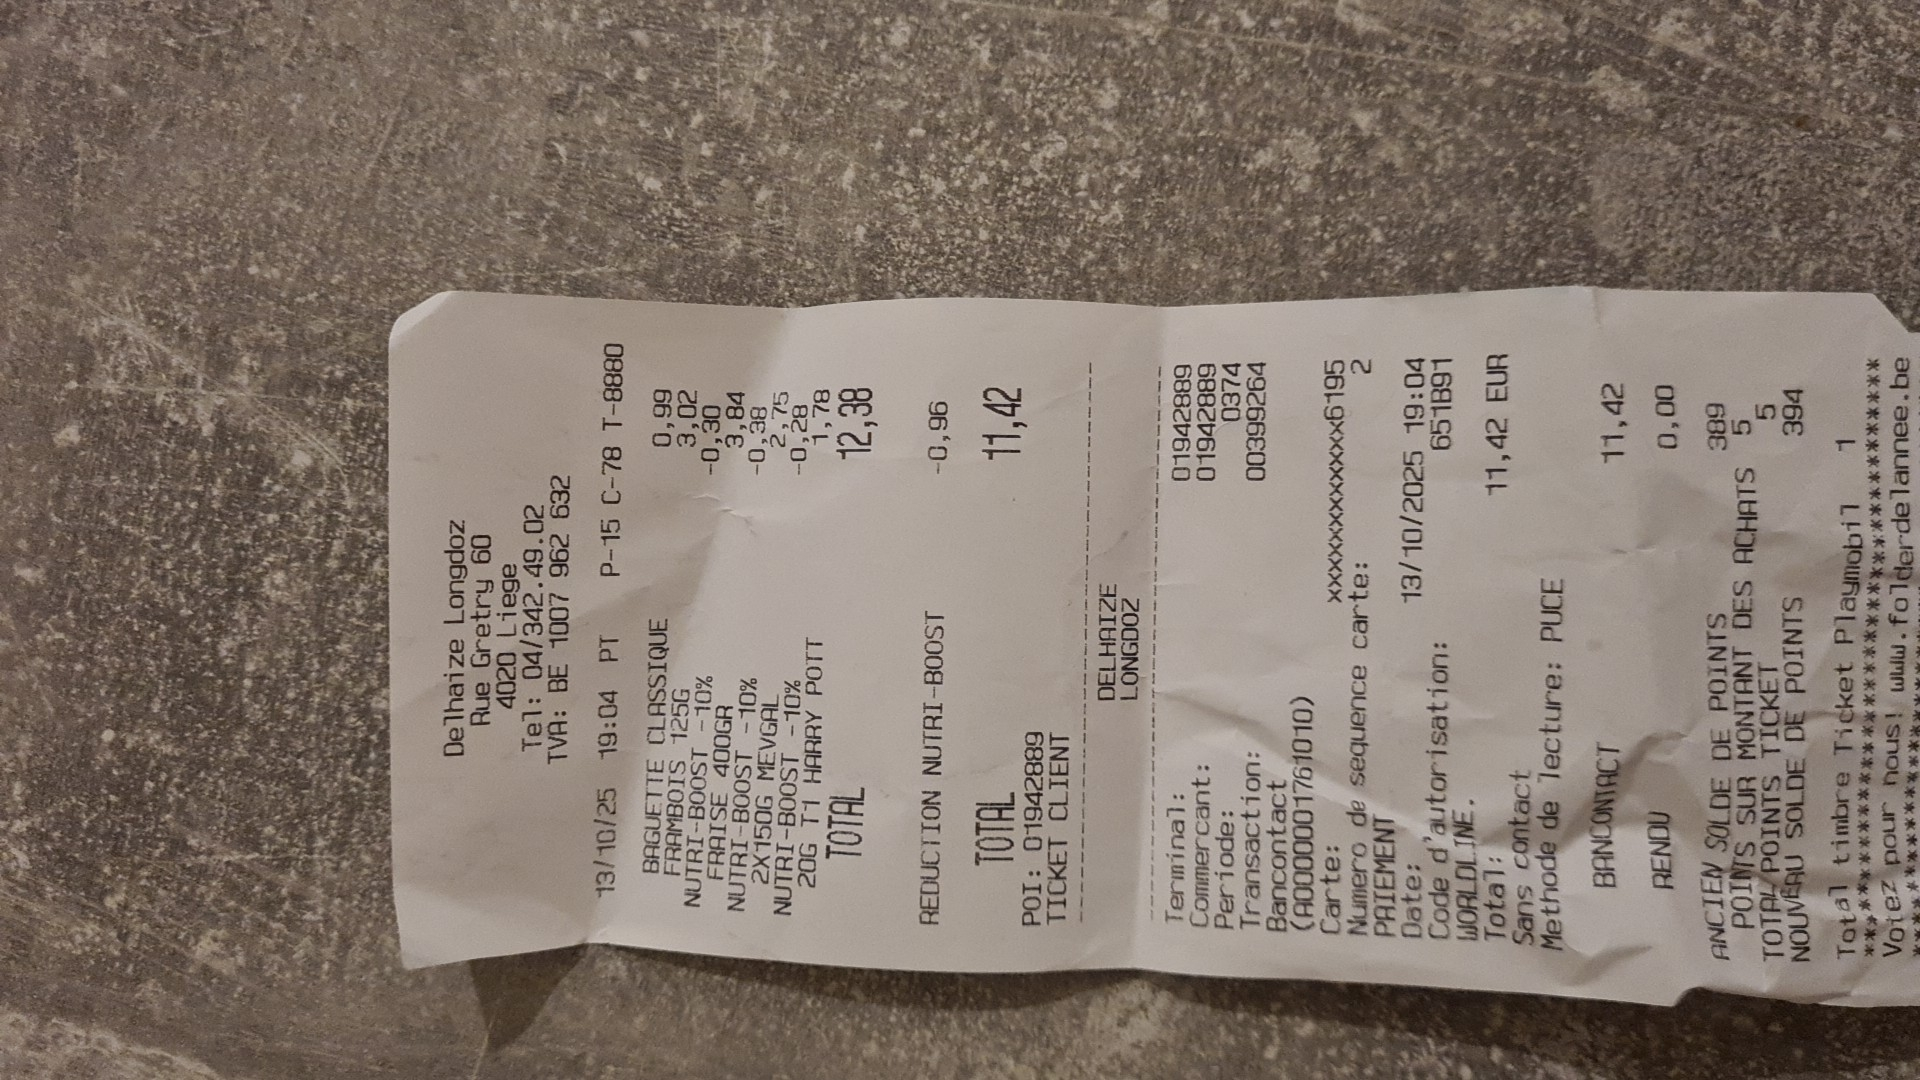 Delhaize Longdoz
Rue Gretry 60
4020 Liege
Tel: 04/342.49.02
TVA: BE 1007 962 632
13/10/25 19:04 PT P-15 C-78 T-8880
BAGUETTE CLASSIQUE 0,99
FRAMBOIS 125G 3,02
NUTRI-BOOST -10% -0,30
FRAISE 400GR 3,84
NUTRI-BOOST -10% -0,38
2X150G MEVGAL 2,75
NUTRI-BOOST -10% -0,28
20G T1 HARRY POTT 1,78
TOTAL 12,38
REDUCTION NUTRI-BOOST -0,96
TOTAL 11,42
POI: 01942889
TICKET CLIENT
--------------------------------
DELHAIZE
LONGDOZ
--------------------------------
Terminal: 01942889
Commercant: 01942889
Periode: 0374
Transaction: 00399264
Bancontact
(A0000001761010)
Carte: xxxxxxxxxxxxx6195
Numero de sequence carte: 2
PAIEMENT
Date: 13/10/2025 19:04
Code d'autorisation: 651B91
WORLDLINE.
Total: 11,42 EUR
Sans contact
Methode de lecture: PUCE
BANCONTACT 11,42
RENDU 0,00
ANCIEN SOLDE DE POINTS 389
POINTS SUR MONTANT DES ACHATS 5
TOTAL POINTS TICKET 5
NOUVEAU SOLDE DE POINTS 394
Total timbre Ticket Playmobil 1
****************************************
Votez pour nous! www.folderdelannee.be
****************************************